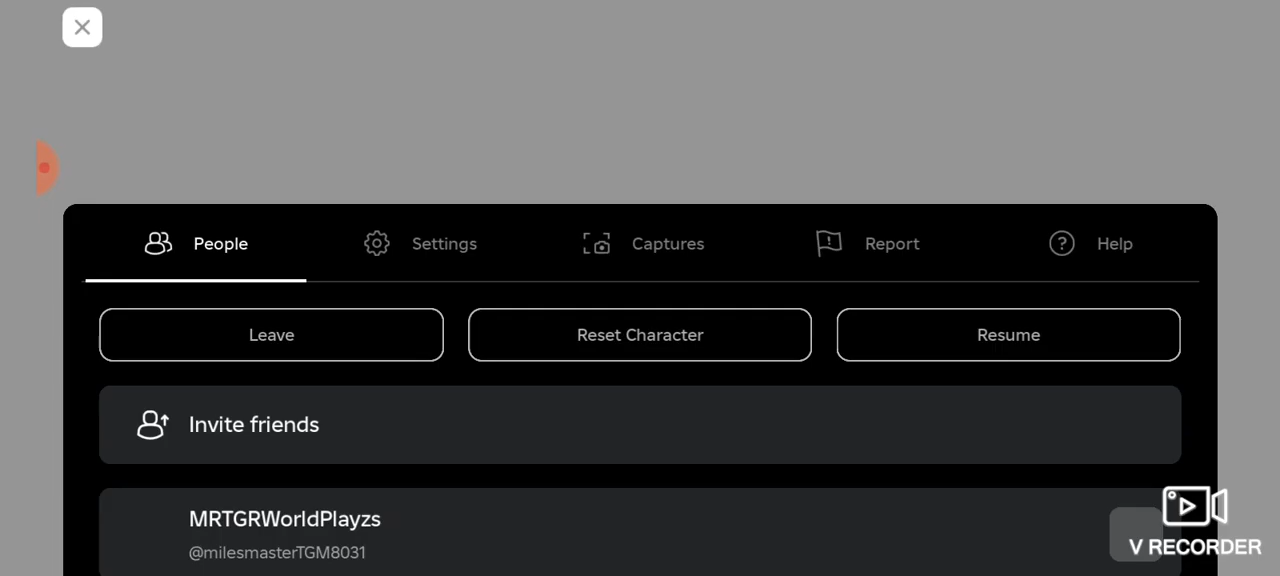 People
Settings
Captures
Report
Help
Leave
Reset Character
Resume
Invite friends
MRTGRWorldPlayzs
@milesmasterTGM8031
V RECORDER